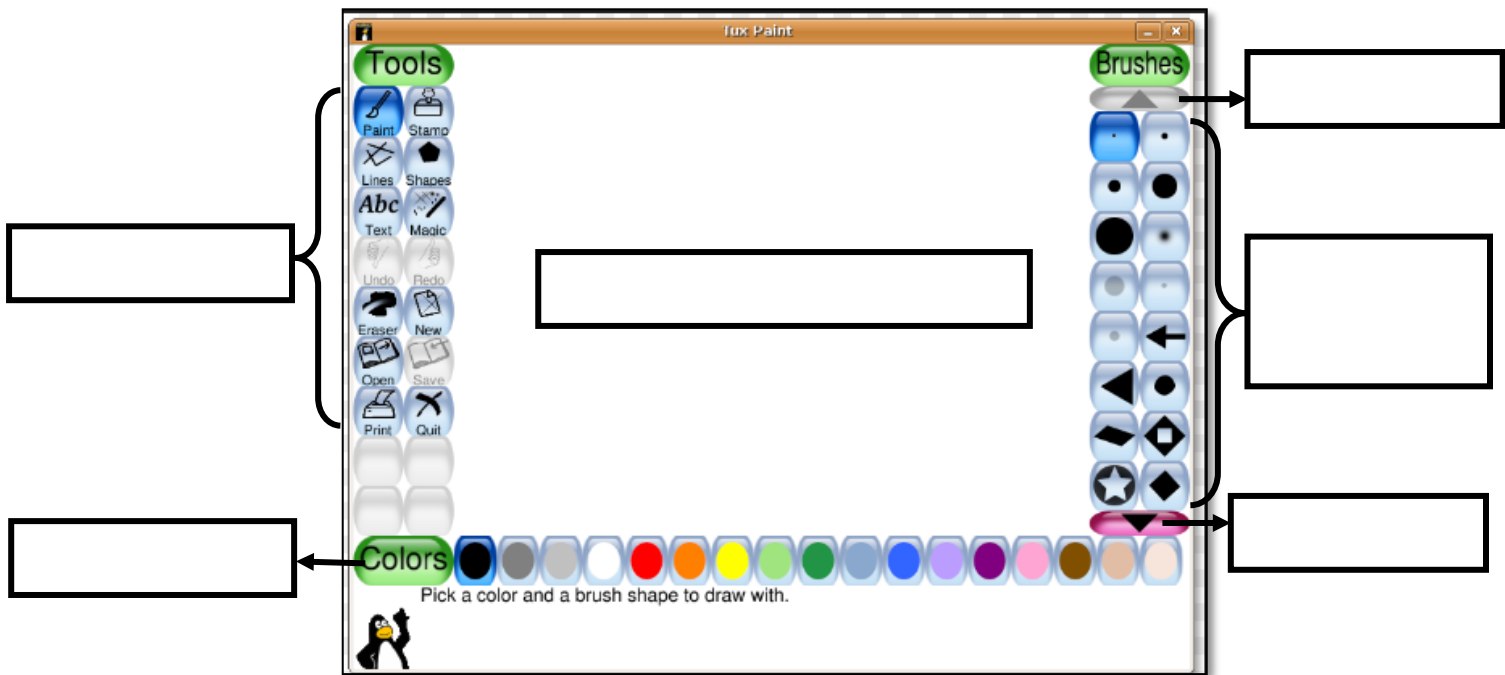 Tux Paint
Tools
Brushes
Paint Stamp
Lines Shapes
Abc
Text Magic
Undo Redo
Eraser New
Open Save
Print Quit
Colors
Pick a color and a brush shape to draw with.